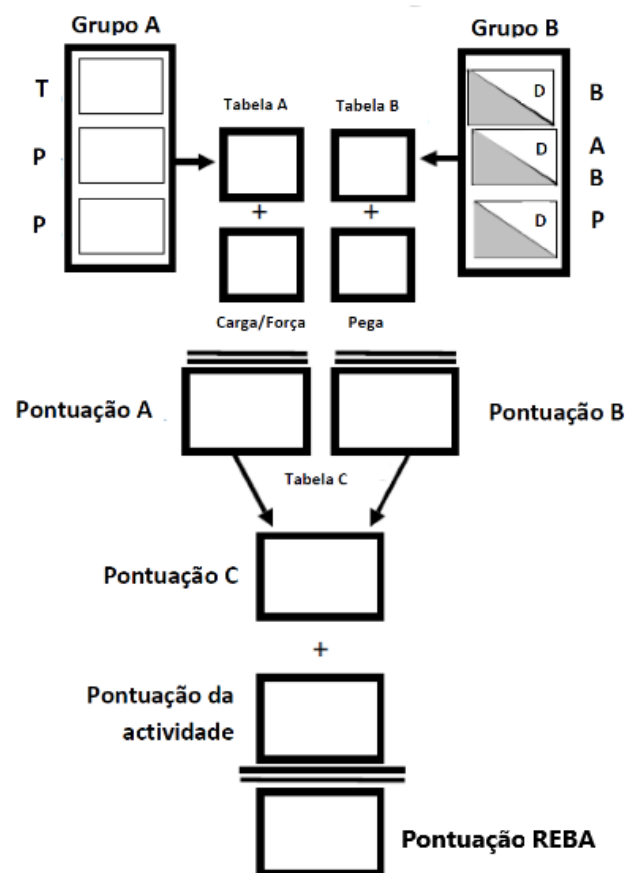 Grupo A
Grupo B
T
P
P
Tabela A
Tabela B
D
B
D
A
B
D
P
+
+
Carga/Força
Pega
Pontuação A
Pontuação B
Tabela C
Pontuação C
+
Pontuação da
actividade
Pontuação REBA